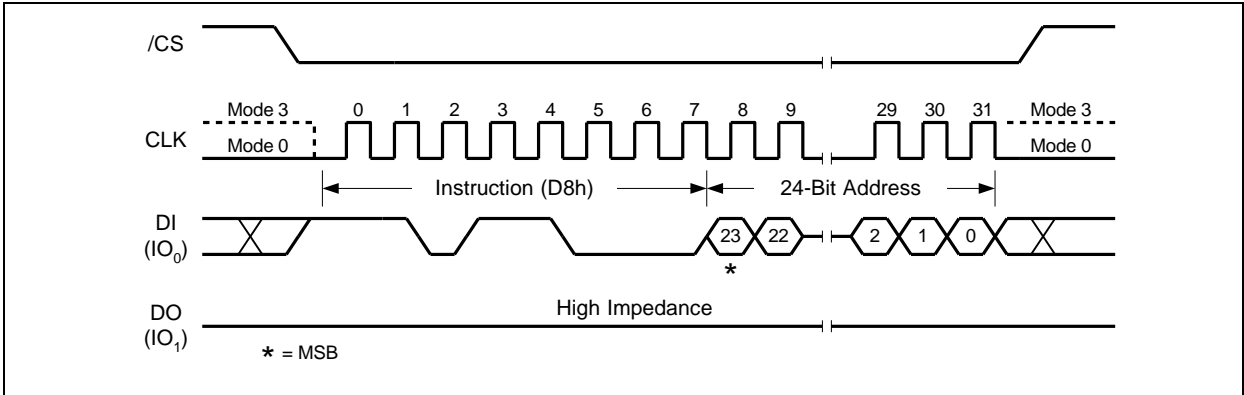 /CS
Mode 3 0 1 2 3 4 5 6 7 8 9 29 30 31 Mode 3
CLK
Mode 0 Mode 0
Instruction (D8h) 24-Bit Address
DI
(IO0)
23 22 2 1 0
*
High Impedance
DO
(IO1)
* = MSB